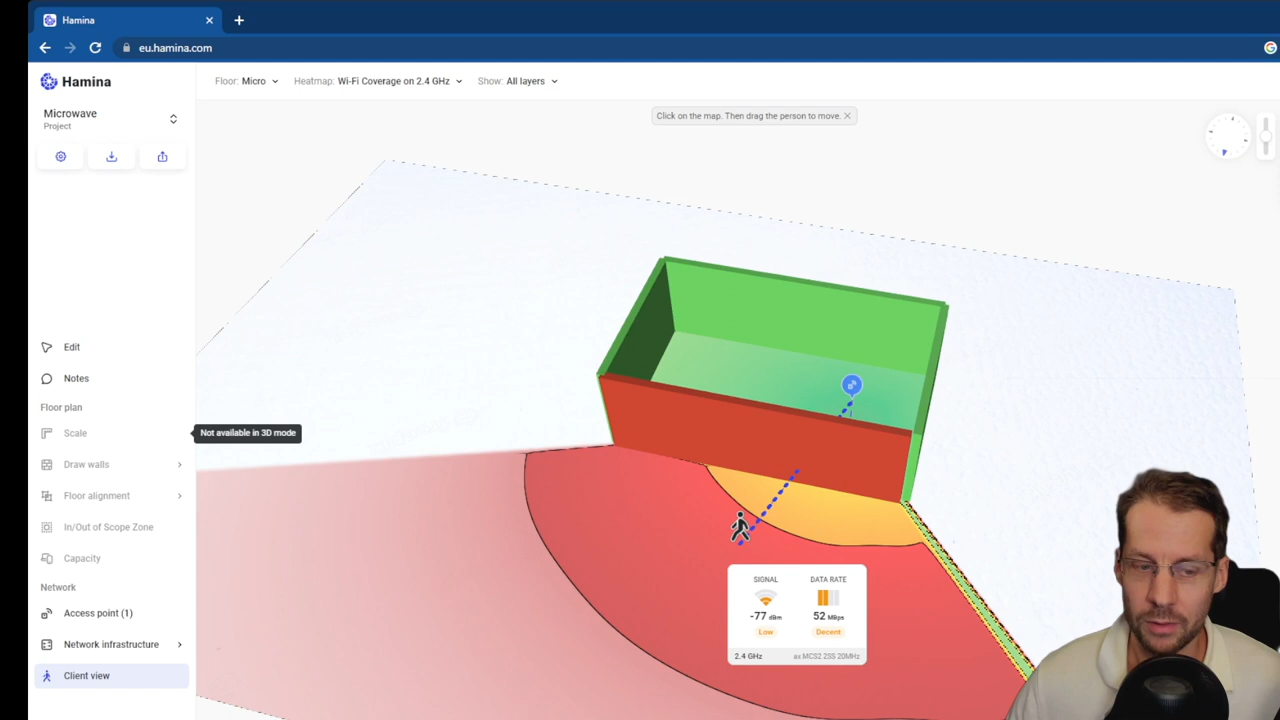 Hamina
eu.hamina.com
Hamina
Floor: Micro
Heatmap: Wi-Fi Coverage on 2.4 GHz
Show: All layers
Microwave
Project
Click on the map. Then drag the person to move.
Edit
Notes
Floor plan
Scale
Not available in 3D mode
Draw walls
Floor alignment
In/Out of Scope Zone
Capacity
Network
Access point (1)
Network infrastructure
Client view
SIGNAL DATA RATE
-77 dBm 52 MBps
Low Decent
2.4 GHz ax MCS2 2SS 20MHz